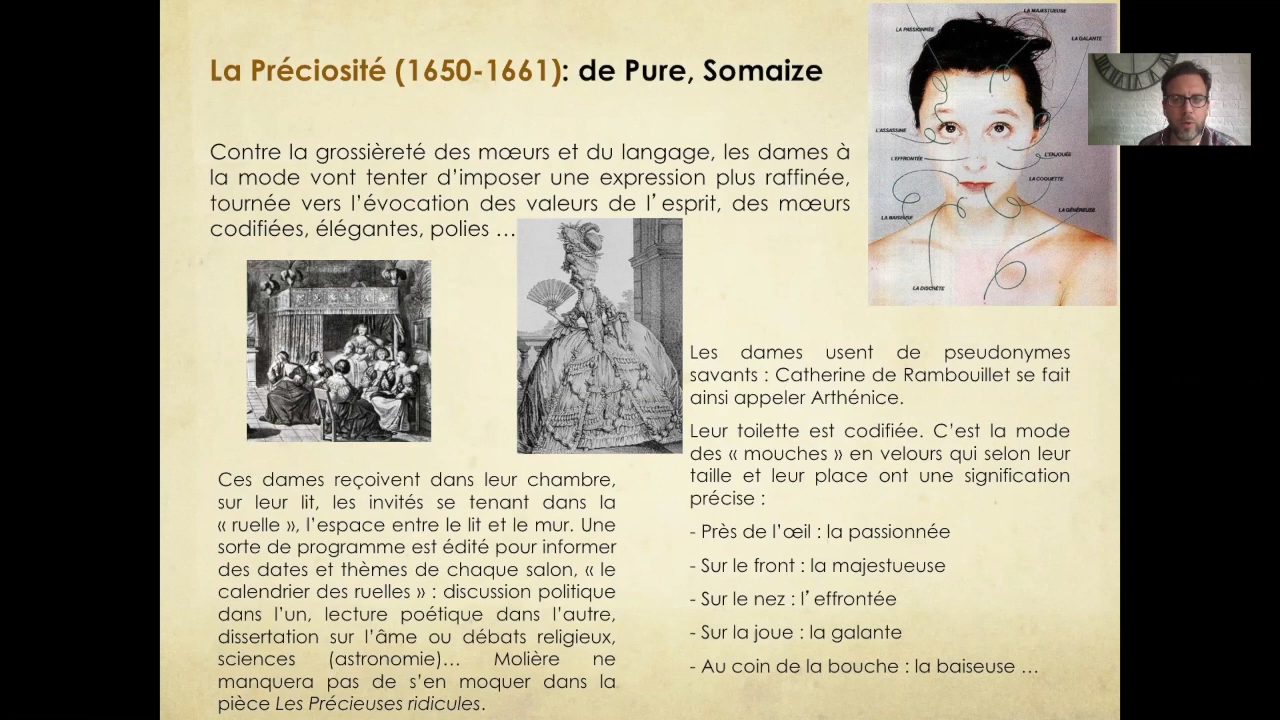 La Préciosité (1650-1661): de Pure, Somaize
Contre la grossièreté des mœurs et du langage, les dames à
la mode vont tenter d’imposer une expression plus raffinée,
tournée vers l’évocation des valeurs de l’esprit, des mœurs
codifiées, élégantes, polies …
LA MAJESTUEUSE
LA PASSIONNÉE
LA GALANTE
L'ASSASSINE
L'EFFRONTÉE
L'ENJOUÉE
LA COQUETTE
LA BAISEUSE
LA GÉNÉREUSE
LA DISCRÈTE
Ces dames reçoivent dans leur chambre,
sur leur lit, les invités se tenant dans la
« ruelle », l’espace entre le lit et le mur. Une
sorte de programme est édité pour informer
des dates et thèmes de chaque salon, « le
calendrier des ruelles » : discussion politique
dans l’un, lecture poétique dans l’autre,
dissertation sur l’âme ou débats religieux,
sciences (astronomie)… Molière ne
manquera pas de s’en moquer dans la
pièce Les Précieuses ridicules.
Les dames usent de pseudonymes
savants : Catherine de Rambouillet se fait
ainsi appeler Arthénice.
Leur toilette est codifiée. C’est la mode
des « mouches » en velours qui selon leur
taille et leur place ont une signification
précise :
- Près de l’œil : la passionnée
- Sur le front : la majestueuse
- Sur le nez : l’effrontée
- Sur la joue : la galante
- Au coin de la bouche : la baiseuse …